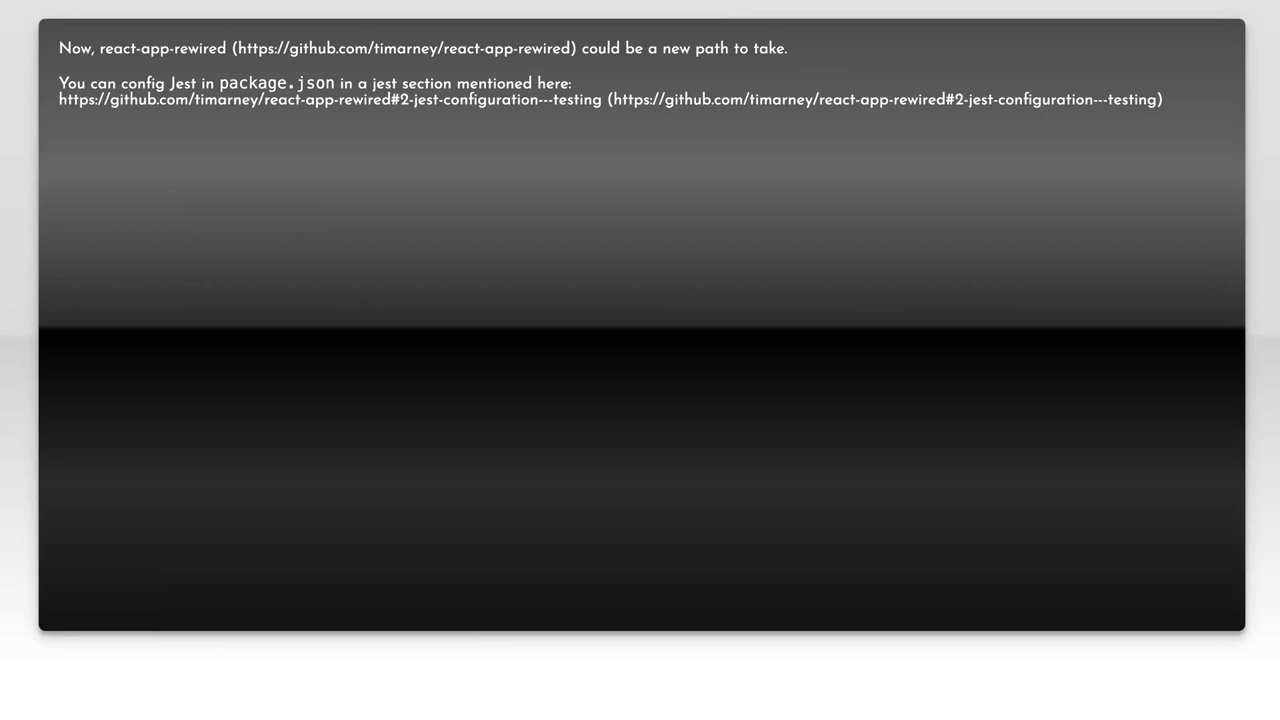 Now, react-app-rewired (https://github.com/timarney/react-app-rewired) could be a new path to take.
You can config Jest in package.json in a jest section mentioned here:
https://github.com/timarney/react-app-rewired#2-jest-configuration---testing (https://github.com/timarney/react-app-rewired#2-jest-configuration---testing)